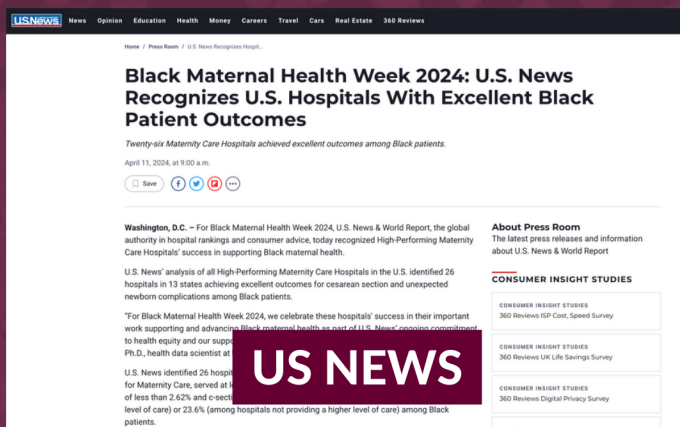 U.S.News News Opinion Education Health Money Careers Travel Cars Real Estate 360 Reviews
Home / Press Room / U.S. News Recognizes Hospit...
Black Maternal Health Week 2024: U.S. News
Recognizes U.S. Hospitals With Excellent Black
Patient Outcomes
Twenty-six Maternity Care Hospitals achieved excellent outcomes among Black patients.
April 11, 2024, at 9:00 a.m.
Save
Washington, D.C. – For Black Maternal Health Week 2024, U.S. News & World Report, the global
authority in hospital rankings and consumer advice, today recognized High-Performing Maternity
Care Hospitals' success in supporting Black maternal health.
U.S. News' analysis of all High-Performing Maternity Care Hospitals in the U.S. identified 26
hospitals in 13 states achieving excellent outcomes for cesarean section and unexpected
newborn complications among Black patients.
"For Black Maternal Health Week 2024, we celebrate these hospitals' success in their important
work supporting and advancing Black maternal health as part of U.S. News' ongoing commitment
to health equity and our supp
Ph.D., health data scientist at
U.S. News identified 26 hospit
for Maternity Care, served at l
of less than 2.62% and c-secti
level of care) or 23.6% (among hospitals not providing a higher level of care) among Black
patients.
US NEWS
About Press Room
The latest press releases and information
about U.S. News & World Report
CONSUMER INSIGHT STUDIES
CONSUMER INSIGHT STUDIES
360 Reviews ISP Cost, Speed Survey
CONSUMER INSIGHT STUDIES
360 Reviews UK Life Savings Survey
CONSUMER INSIGHT STUDIES
360 Reviews Digital Privacy Survey